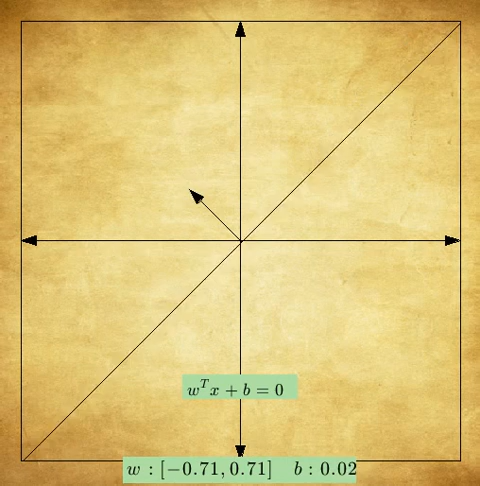 w^T x + b = 0
w : [−0.71, 0.71] b : 0.02